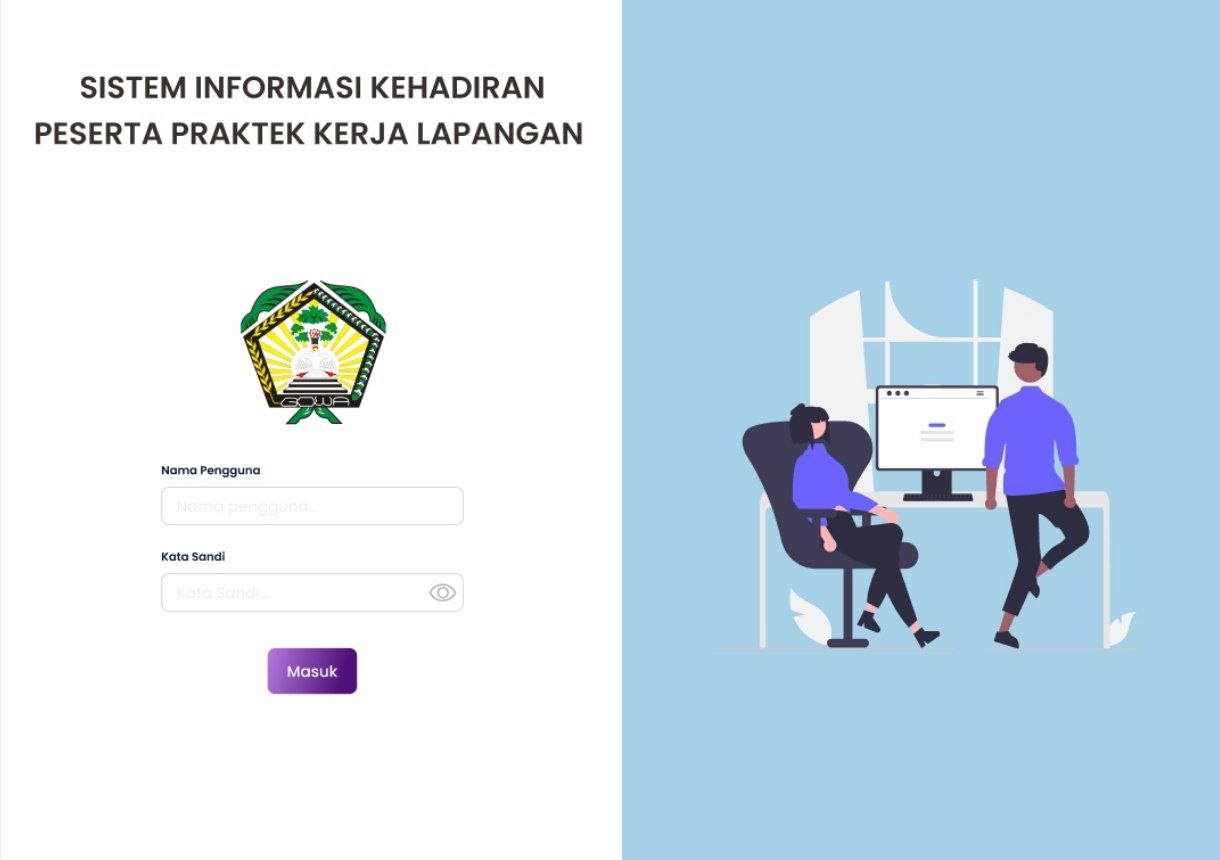 SISTEM INFORMASI KEHADIRAN
PESERTA PRAKTEK KERJA LAPANGAN
GOWA
Nama Pengguna
Nama pengguna...
Kata Sandi
Kata Sandi...
Masuk